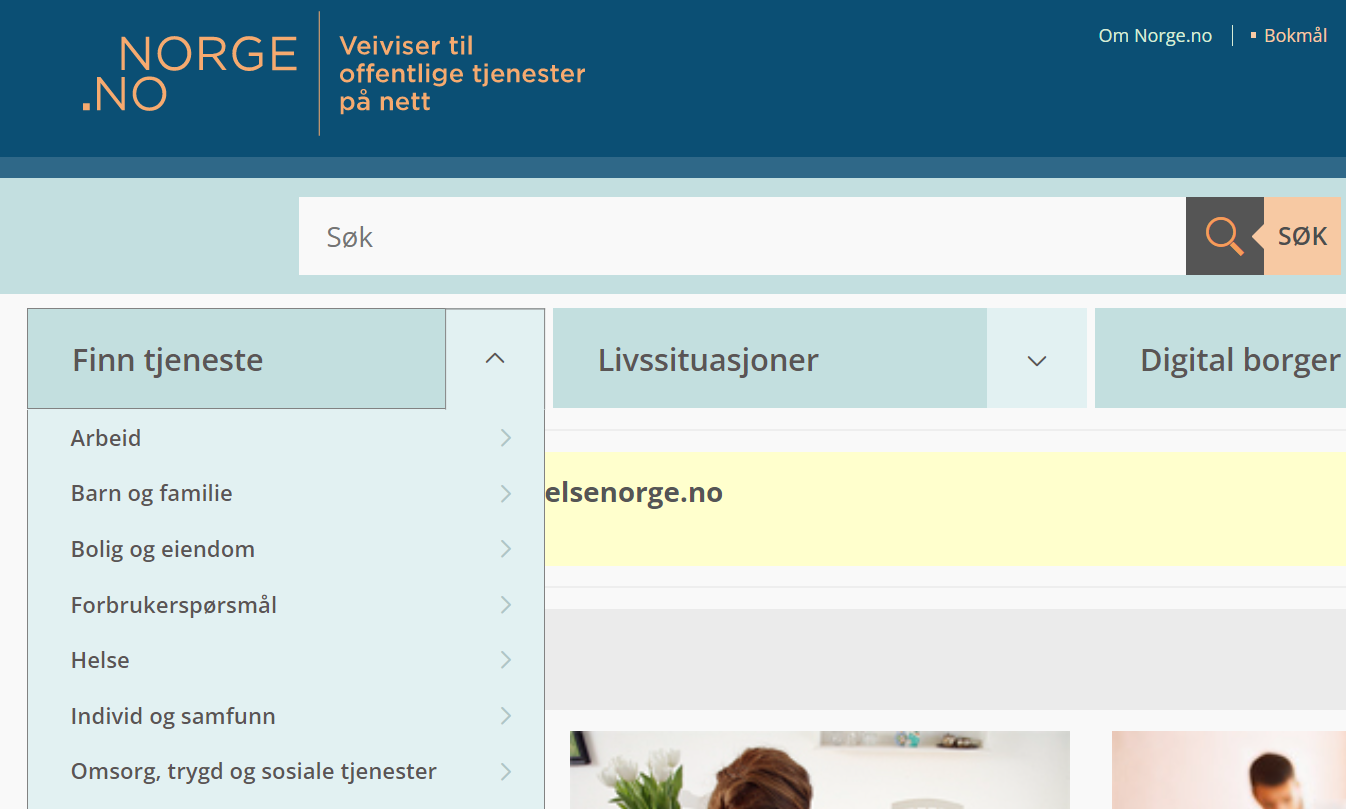 NORGE
.NO
Veiviser til
offentlige tjenester
på nett
Om Norge.no
Bokmål
Søk
SØK
Finn tjeneste
Livssituasjoner
Digital borger
Arbeid
Barn og familie
Bolig og eiendom
Forbrukerspørsmål
Helse
Individ og samfunn
Omsorg, trygd og sosiale tjenester
elsenorge.no